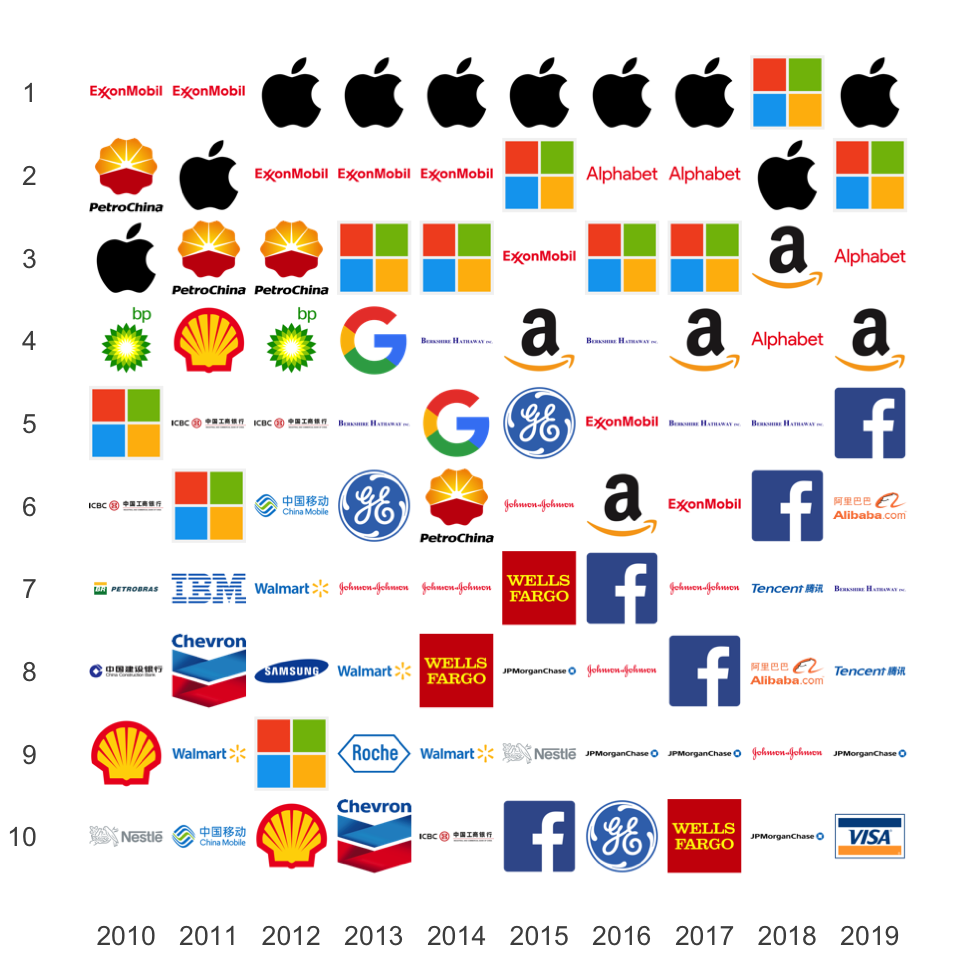 1 ExxonMobil ExxonMobil
2 PetroChina ExxonMobil ExxonMobil ExxonMobil Alphabet Alphabet
3 PetroChina PetroChina ExxonMobil a Alphabet
4 bp bp G BERKSHIRE HATHAWAY INC. a BERKSHIRE HATHAWAY INC. a Alphabet a
5 ICBC 中国工商银行 ICBC 中国工商银行 BERKSHIRE HATHAWAY INC. G GE ExxonMobil BERKSHIRE HATHAWAY INC. BERKSHIRE HATHAWAY INC. f
6 ICBC 中国工商银行 中国移动 China Mobile GE PetroChina Johnson&Johnson a ExxonMobil f 阿里巴巴 Alibaba.com
7 BR PETROBRAS IBM Walmart Johnson&Johnson Johnson&Johnson WELLS FARGO f Johnson&Johnson Tencent 腾讯 BERKSHIRE HATHAWAY INC.
8 中国建设银行 China Construction Bank Chevron SAMSUNG Walmart WELLS FARGO JPMorganChase Johnson&Johnson f 阿里巴巴 Alibaba.com Tencent 腾讯
9 Walmart Roche Walmart Nestlé JPMorganChase JPMorganChase Johnson&Johnson JPMorganChase
10 Nestlé 中国移动 China Mobile Chevron ICBC 中国工商银行 f GE WELLS FARGO JPMorganChase VISA
2010 2011 2012 2013 2014 2015 2016 2017 2018 2019